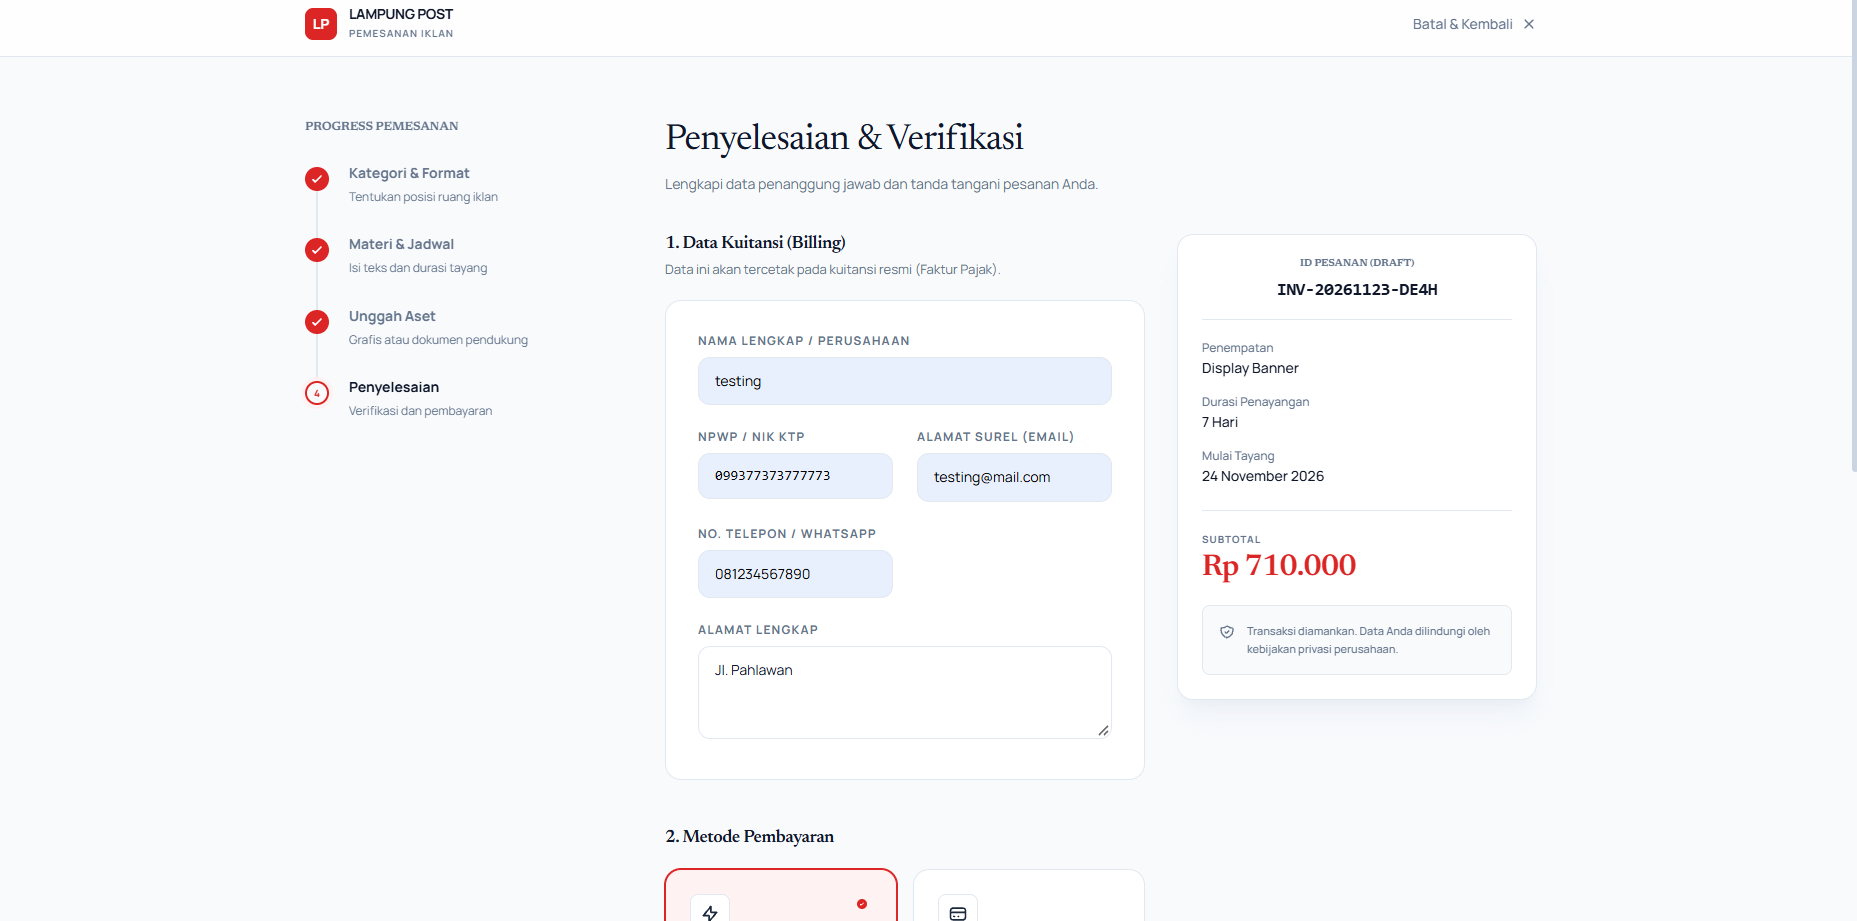 LP
LAMPUNG POST
PEMESANAN IKLAN
Batal & Kembali
PROGRESS PEMESANAN
Kategori & Format
Tentukan posisi ruang iklan
Materi & Jadwal
Isi teks dan durasi tayang
Unggah Aset
Grafis atau dokumen pendukung
4
Penyelesaian
Verifikasi dan pembayaran
Penyelesaian & Verifikasi
Lengkapi data penanggung jawab dan tanda tangani pesanan Anda.
1. Data Kuitansi (Billing)
Data ini akan tercetak pada kuitansi resmi (Faktur Pajak).
NAMA LENGKAP / PERUSAHAAN
testing
NPWP / NIK KTP
099377373777773
ALAMAT SUREL (EMAIL)
testing@mail.com
NO. TELEPON / WHATSAPP
081234567890
ALAMAT LENGKAP
Jl. Pahlawan
2. Metode Pembayaran
ID PESANAN (DRAFT)
INV-20261123-DE4H
Penempatan
Display Banner
Durasi Penayangan
7 Hari
Mulai Tayang
24 November 2026
SUBTOTAL
Rp 710.000
Transaksi diamankan. Data Anda dilindungi oleh
kebijakan privasi perusahaan.